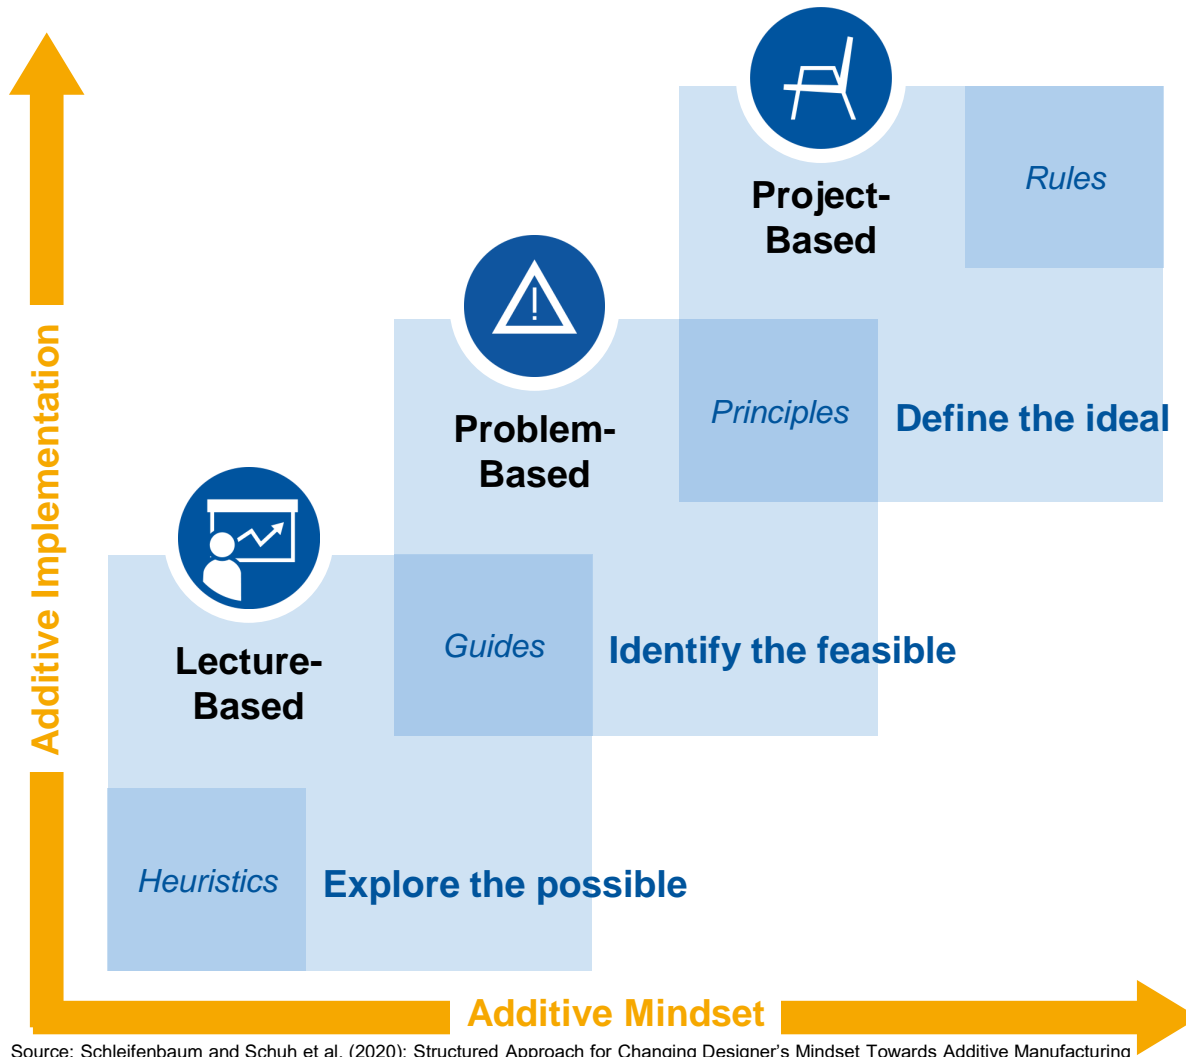 Project-
Based
Rules
Problem-
Based
Principles
Define the ideal
Lecture-
Based
Guides
Identify the feasible
Heuristics
Explore the possible
Additive Implementation
Additive Mindset
Source: Schleifenbaum and Schuh et al. (2020): Structured Approach for Changing Designer's Mindset Towards Additive Manufacturing